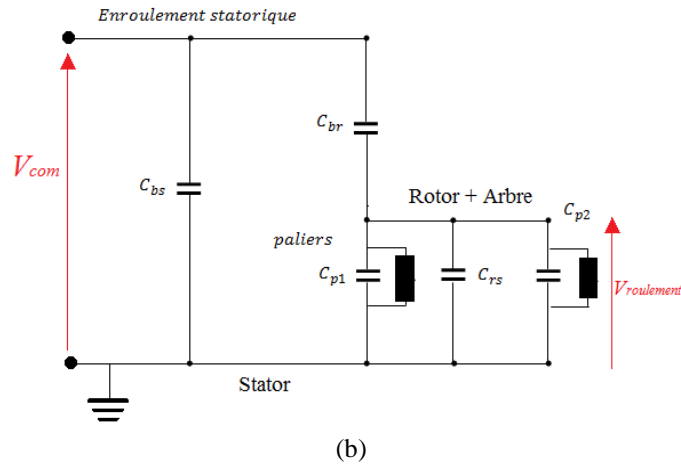 Enroulement statorique
V_com
C_bs
C_br
Rotor + Arbre
C_p2
paliers
C_p1
C_rs
V_roulement
Stator
(b)